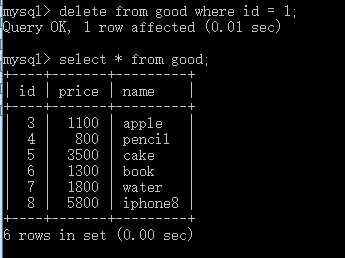 mysql> delete from good where id = 1;
Query OK, 1 row affected (0.01 sec)
mysql> select * from good;
+----+-------+---------+
| id | price | name    |
+----+-------+---------+
|  3 |  1100 | apple   |
|  4 |   800 | pencil  |
|  5 |  3500 | cake    |
|  6 |  1300 | book    |
|  7 |  1800 | water   |
|  8 |  5800 | iphone8 |
+----+-------+---------+
6 rows in set (0.00 sec)